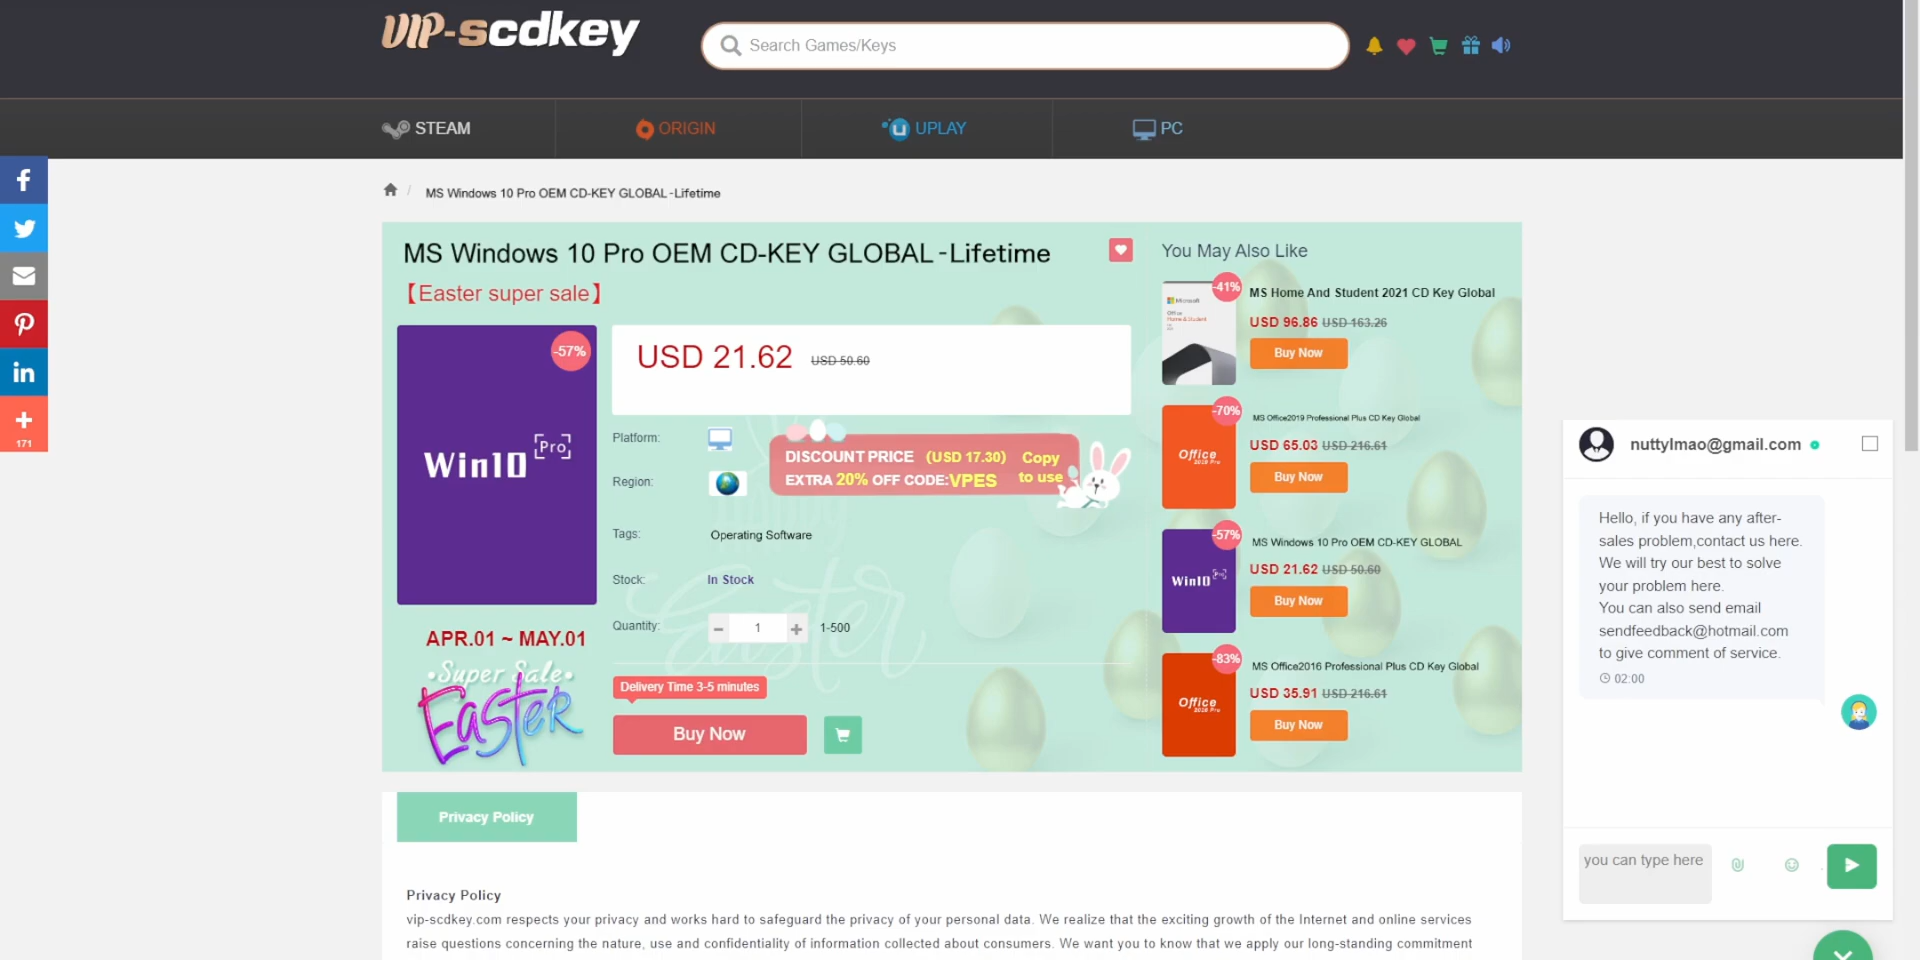 VIP-scdkey
Search Games/Keys
STEAM
ORIGIN
UPLAY
PC
171
/ MS Windows 10 Pro OEM CD-KEY GLOBAL -Lifetime
MS Windows 10 Pro OEM CD-KEY GLOBAL -Lifetime
【Easter super sale】
-57%
Win10 [Pro]
APR.01 ~ MAY.01
•Super Sale•
Easter
USD 21.62 USD 50.60
Platform:
DISCOUNT PRICE (USD 17.30) Copy
EXTRA 20% OFF CODE:VPES to use
Region:
Tags: Operating Software
Stock: In Stock
Quantity: − 1 + 1-500
Easter
Delivery Time 3-5 minutes
Buy Now
You May Also Like
-41%
Microsoft
Office
Home & Student
MS Home And Student 2021 CD Key Global
USD 96.86 USD 163.26
Buy Now
-70%
Office
2019 Pro
MS Office2019 Professional Plus CD Key Global
USD 65.03 USD 216.61
Buy Now
-57%
Win10 [Pro]
MS Windows 10 Pro OEM CD-KEY GLOBAL
USD 21.62 USD 50.60
Buy Now
-83%
Office
MS Office2016 Professional Plus CD Key Global
USD 35.91 USD 216.61
Buy Now
nuttylmao@gmail.com
Hello, if you have any after-
sales problem,contact us here.
We will try our best to solve
your problem here.
You can also send email
sendfeedback@hotmail.com
to give comment of service.
02:00
you can type here
Privacy Policy
Privacy Policy
vip-scdkey.com respects your privacy and works hard to safeguard the privacy of your personal data. We realize that the exciting growth of the Internet and online services
raise questions concerning the nature, use and confidentiality of information collected about consumers. We want you to know that we apply our long-standing commitment